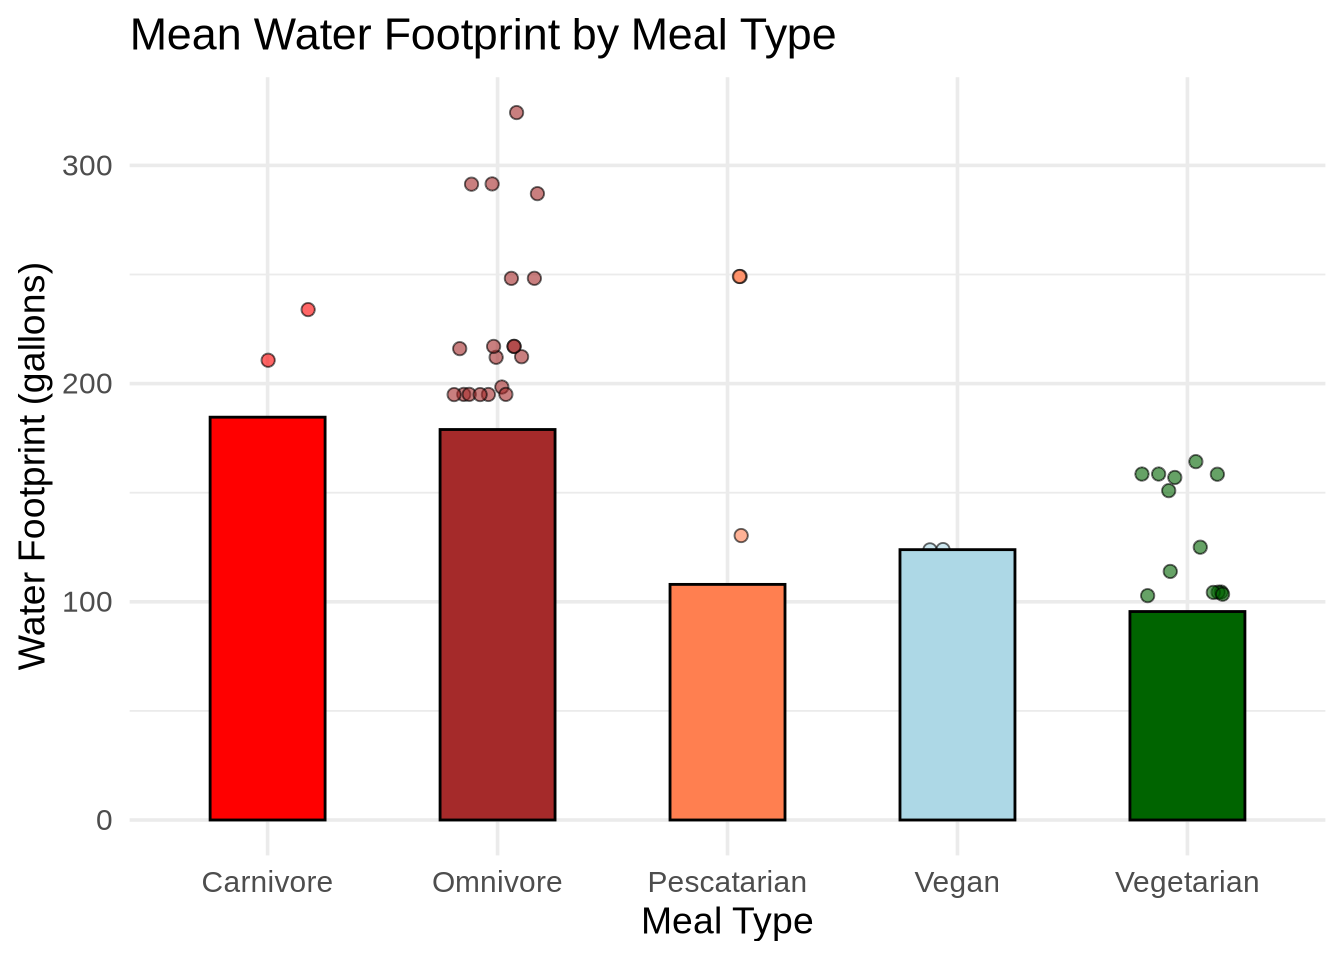 Mean Water Footprint by Meal Type
Water Footprint (gallons)
300
200
100
0
Carnivore Omnivore Pescatarian Vegan Vegetarian
Meal Type